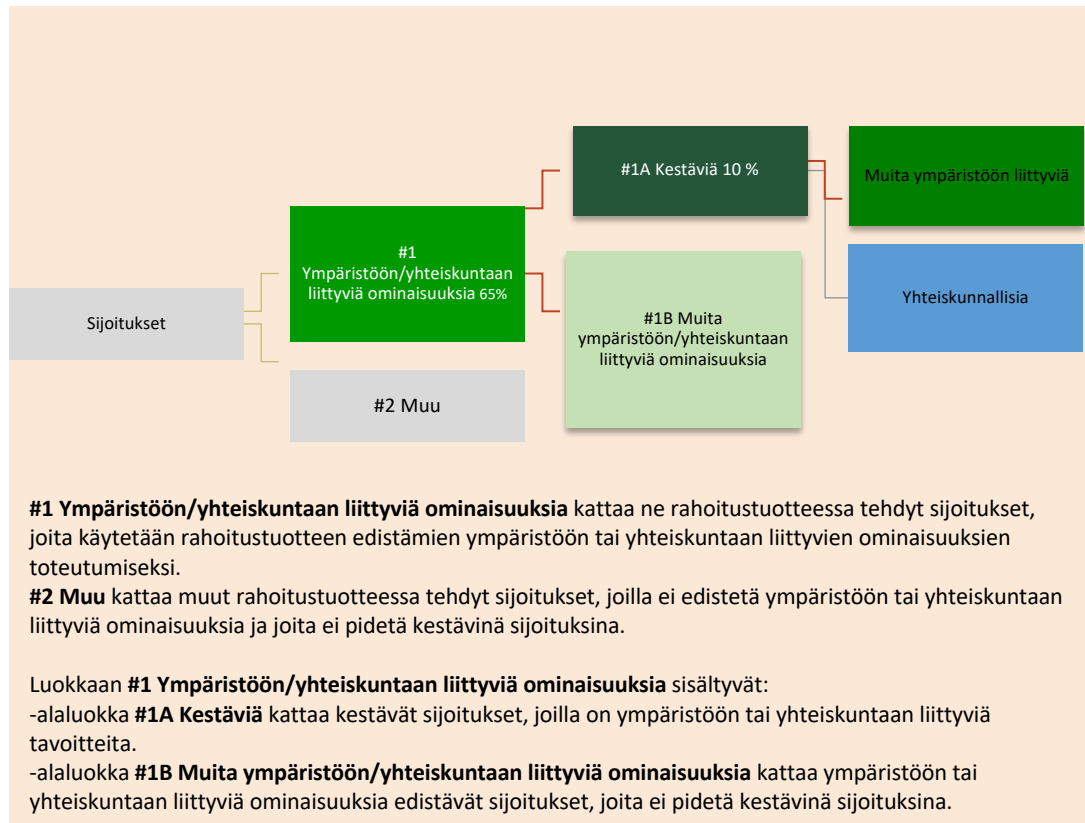 #1A Kestäviä 10 %
Muita ympäristöön liittyviä
#1
Ympäristöön/yhteiskuntaan
liittyviä ominaisuuksia 65%
Sijoitukset
Yhteiskunnallisia
#1B Muita
ympäristöön/yhteiskuntaan
liittyviä ominaisuuksia
#2 Muu
#1 Ympäristöön/yhteiskuntaan liittyviä ominaisuuksia kattaa ne rahoitustuotteessa tehdyt sijoitukset,
joita käytetään rahoitustuotteen edistämien ympäristöön tai yhteiskuntaan liittyvien ominaisuuksien
toteutumiseksi.
#2 Muu kattaa muut rahoitustuotteessa tehdyt sijoitukset, joilla ei edistetä ympäristöön tai yhteiskuntaan
liittyviä ominaisuuksia ja joita ei pidetä kestävinä sijoituksina.
Luokkaan #1 Ympäristöön/yhteiskuntaan liittyviä ominaisuuksia sisältyvät:
-alaluokka #1A Kestäviä kattaa kestävät sijoitukset, joilla on ympäristöön tai yhteiskuntaan liittyviä
tavoitteita.
-alaluokka #1B Muita ympäristöön/yhteiskuntaan liittyviä ominaisuuksia kattaa ympäristöön tai
yhteiskuntaan liittyviä ominaisuuksia edistävät sijoitukset, joita ei pidetä kestävinä sijoituksina.